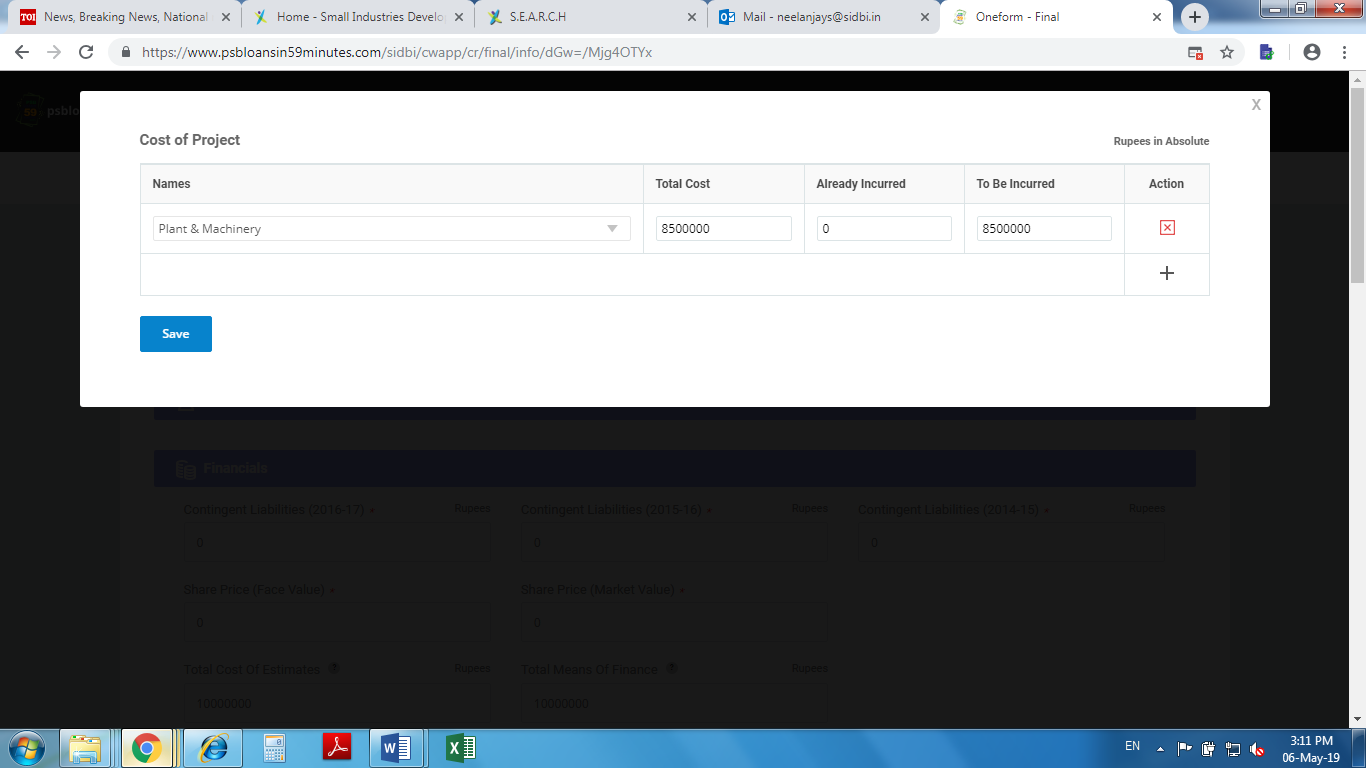 TOI News, Breaking News, National
Home - Small Industries Develo
S.E.A.R.C.H
Mail - neelanjays@sidbi.in
Oneform - Final
https://www.psbloansin59minutes.com/sidbi/cwapp/cr/final/info/dGw=/Mjg4OTYx
psblo
X
Cost of Project
Rupees in Absolute
Names Total Cost Already Incurred To Be Incurred Action
Plant & Machinery 8500000 0 8500000
Save
Financials
Contingent Liabilities (2016-17) Rupees Contingent Liabilities (2015-16) Rupees Contingent Liabilities (2014-15) Rupees
0 0 0
Share Price (Face Value) Share Price (Market Value)
0 0
Total Cost Of Estimates ? Rupees Total Means Of Finance ? Rupees
10000000 10000000
EN 3:11 PM
06-May-19